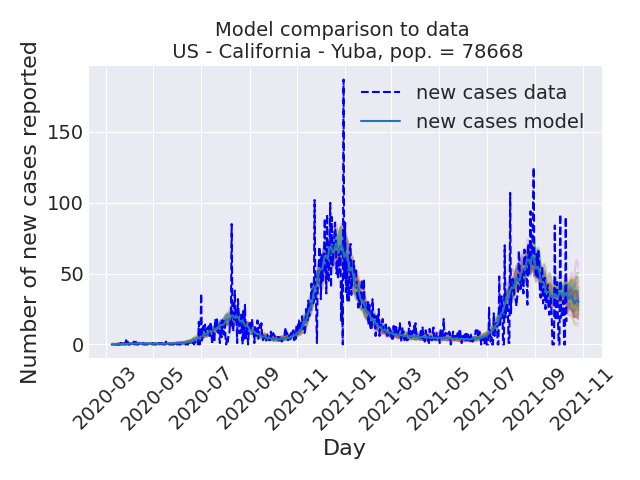 Model comparison to data
US - California - Yuba, pop. = 78668
new cases data
new cases model
Number of new cases reported
150
100
50
0
2020-03
2020-05
2020-07
2020-09
2020-11
2021-01
2021-03
2021-05
2021-07
2021-09
2021-11
Day